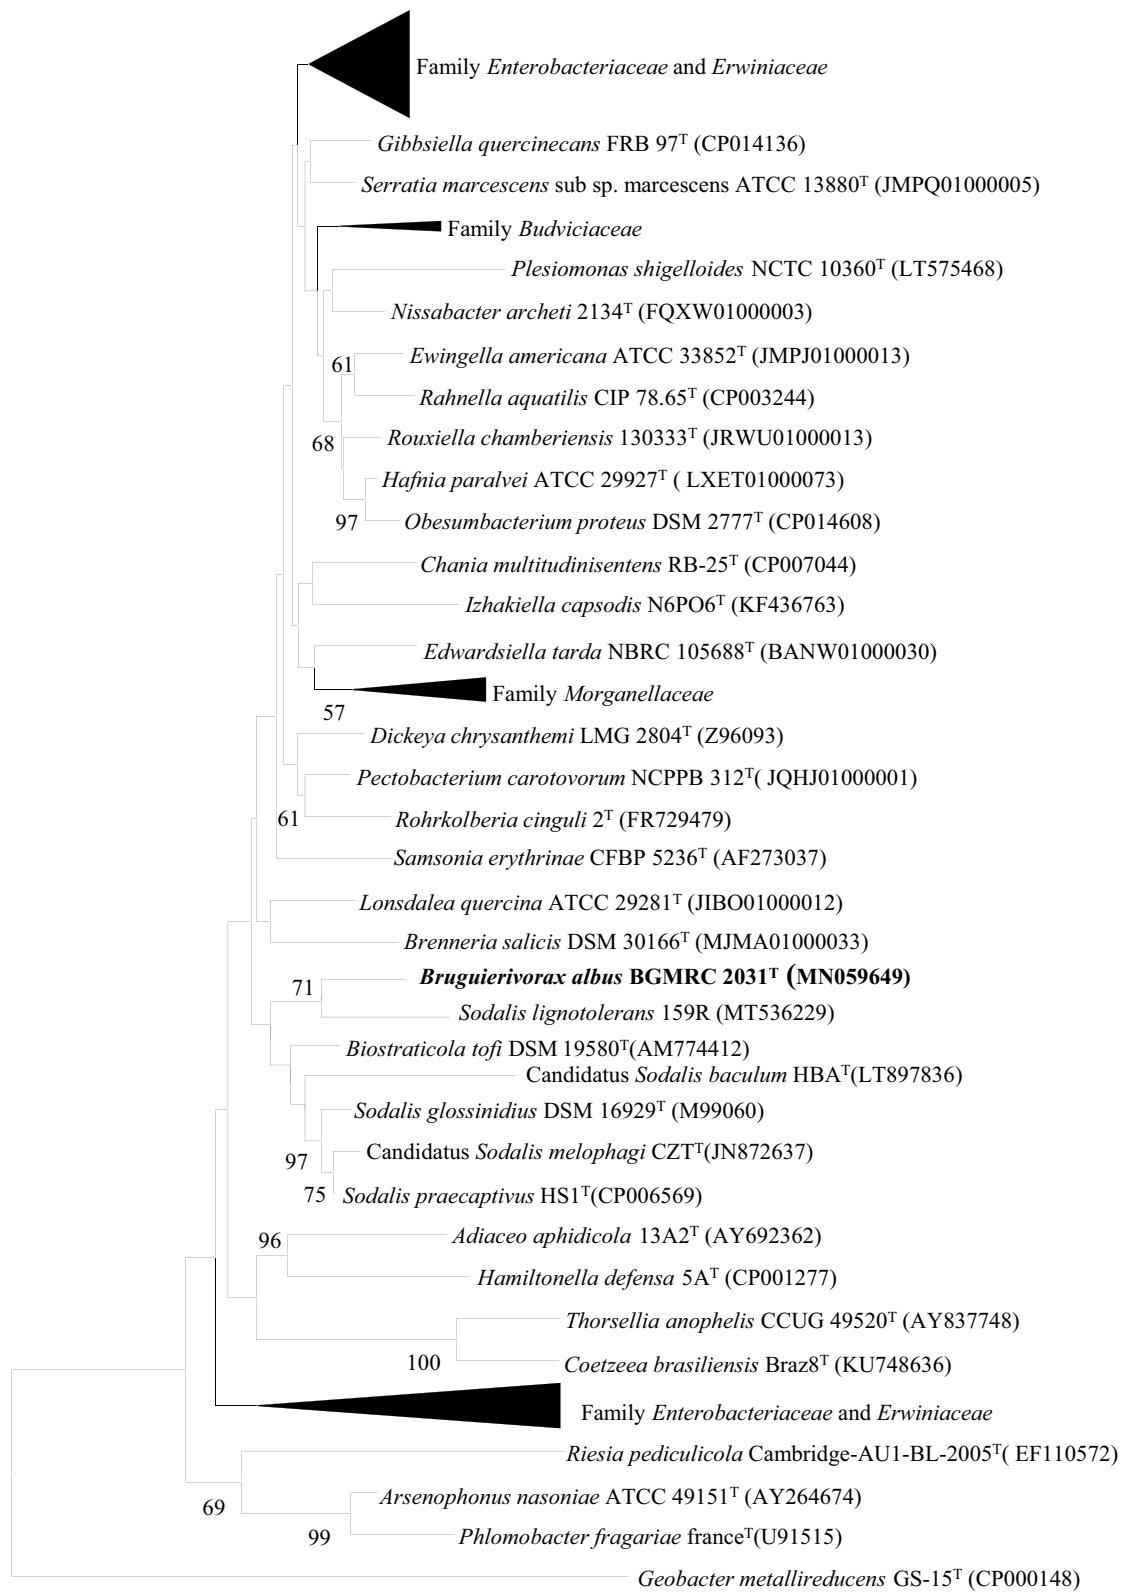 Family Enterobacteriaceae and Erwiniaceae
Gibbsiella quercinecans FRB 97ᵀ (CP014136)
Serratia marcescens sub sp. marcescens ATCC 13880ᵀ (JMPQ01000005)
Family Budviciaceae
Plesiomonas shigelloides NCTC 10360ᵀ (LT575468)
Nissabacter archeti 2134ᵀ (FQXW01000003)
Ewingella americana ATCC 33852ᵀ (JMPJ01000013)
61
Rahnella aquatilis CIP 78.65ᵀ (CP003244)
Rouxiella chamberiensis 130333ᵀ (JRWU01000013)
68
Hafnia paralvei ATCC 29927ᵀ ( LXET01000073)
Obesumbacterium proteus DSM 2777ᵀ (CP014608)
97
Chania multitudinisentens RB-25ᵀ (CP007044)
Izhakiella capsodis N6PO6ᵀ (KF436763)
Edwardsiella tarda NBRC 105688ᵀ (BANW01000030)
Family Morganellaceae
57
Dickeya chrysanthemi LMG 2804ᵀ (Z96093)
Pectobacterium carotovorum NCPPB 312ᵀ( JQHJ01000001)
61
Rohrkolberia cinguli 2ᵀ (FR729479)
Samsonia erythrinae CFBP 5236ᵀ (AF273037)
Lonsdalea quercina ATCC 29281ᵀ (JIBO01000012)
Brenneria salicis DSM 30166ᵀ (MJMA01000033)
Bruguierivorax albus BGMRC 2031ᵀ (MN059649)
71
Sodalis lignotolerans 159R (MT536229)
Biostraticola tofi DSM 19580ᵀ(AM774412)
Candidatus Sodalis baculum HBAᵀ(LT897836)
Sodalis glossinidius DSM 16929ᵀ (M99060)
Candidatus Sodalis melophagi CZTᵀ(JN872637)
97
75
Sodalis praecaptivus HS1ᵀ(CP006569)
Adiaceo aphidicola 13A2ᵀ (AY692362)
96
Hamiltonella defensa 5Aᵀ (CP001277)
Thorsellia anophelis CCUG 49520ᵀ (AY837748)
100
Coetzeea brasiliensis Braz8ᵀ (KU748636)
Family Enterobacteriaceae and Erwiniaceae
Riesia pediculicola Cambridge-AU1-BL-2005ᵀ( EF110572)
Arsenophonus nasoniae ATCC 49151ᵀ (AY264674)
69
99
Phlomobacter fragariae franceᵀ(U91515)
Geobacter metallireducens GS-15ᵀ (CP000148)